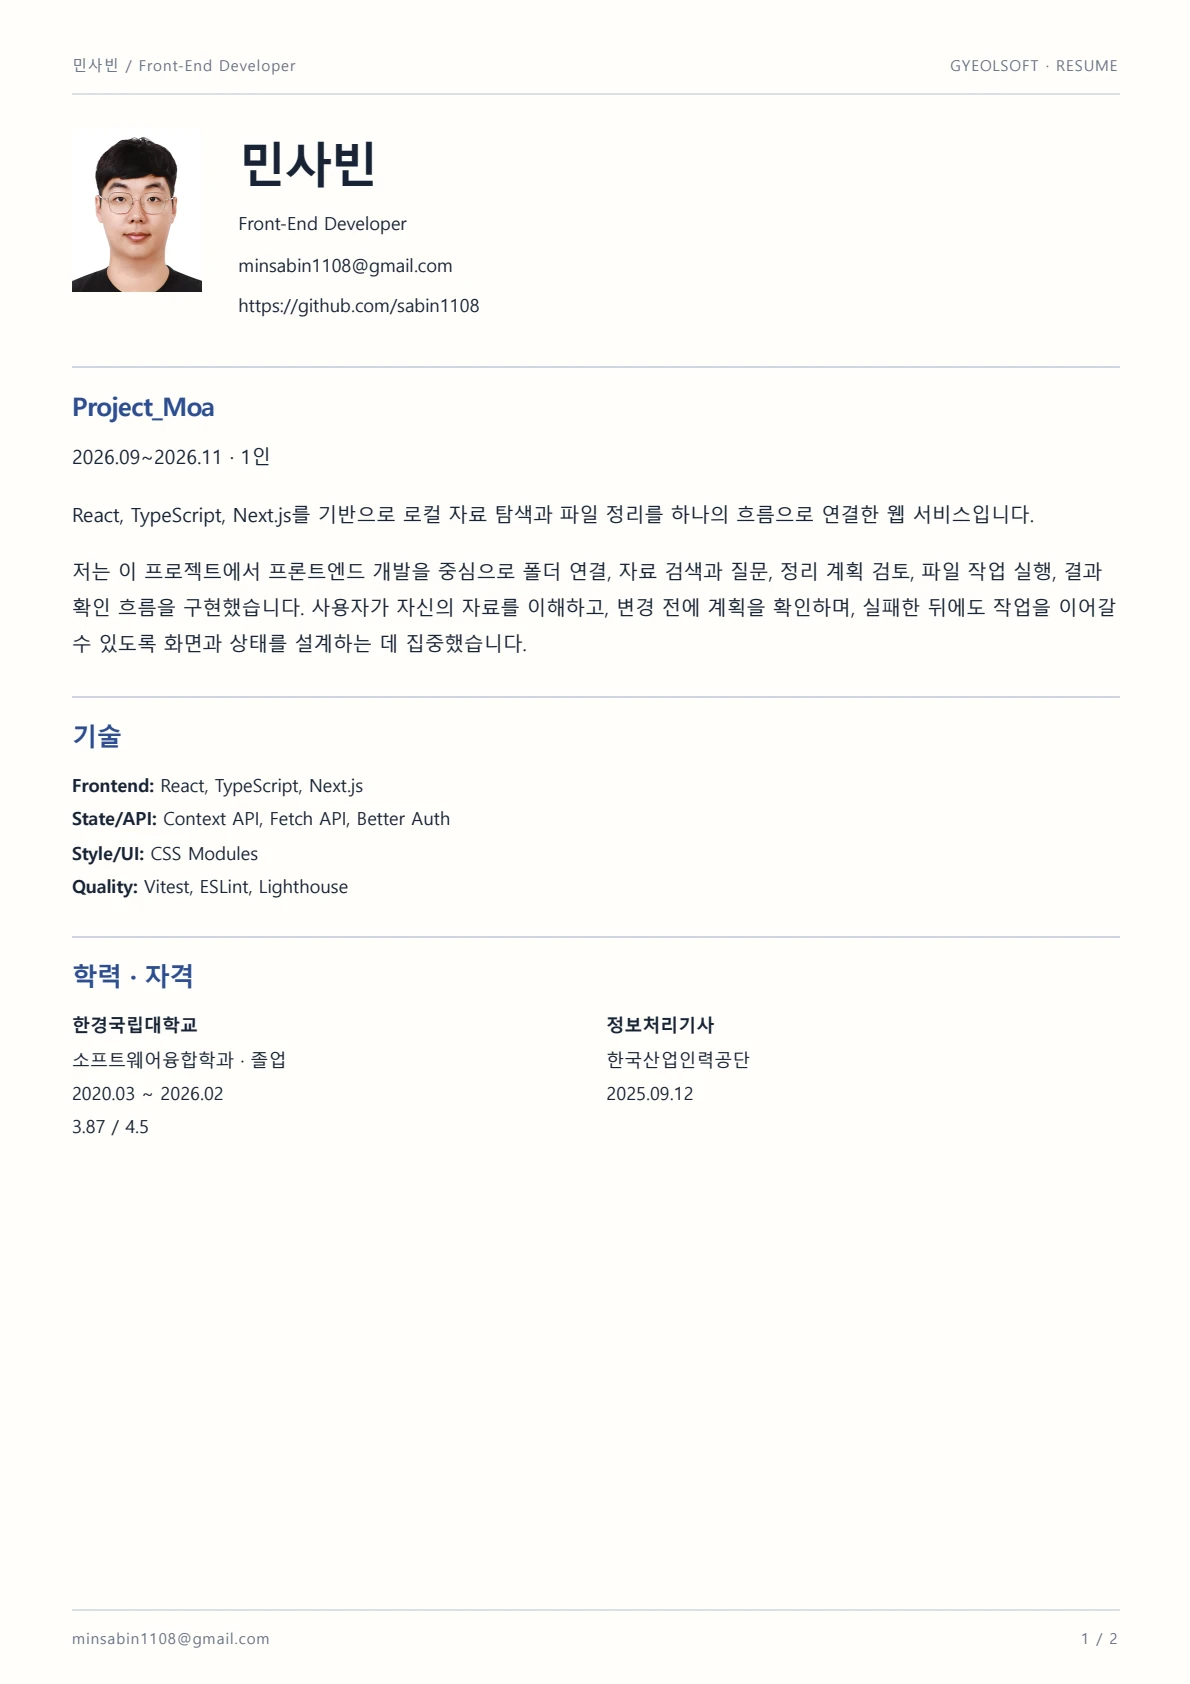 민사빈 / Front-End Developer
GYEOLSOFT · RESUME
민사빈
Front-End Developer
minsabin1108@gmail.com
https://github.com/sabin1108
Project_Moa
2026.09~2026.11 · 1인
React, TypeScript, Next.js를 기반으로 로컬 자료 탐색과 파일 정리를 하나의 흐름으로 연결한 웹 서비스입니다.
저는 이 프로젝트에서 프론트엔드 개발을 중심으로 폴더 연결, 자료 검색과 질문, 정리 계획 검토, 파일 작업 실행, 결과
확인 흐름을 구현했습니다. 사용자가 자신의 자료를 이해하고, 변경 전에 계획을 확인하며, 실패한 뒤에도 작업을 이어갈
수 있도록 화면과 상태를 설계하는 데 집중했습니다.
기술
Frontend: React, TypeScript, Next.js
State/API: Context API, Fetch API, Better Auth
Style/UI: CSS Modules
Quality: Vitest, ESLint, Lighthouse
학력 · 자격
한경국립대학교
소프트웨어융합학과 · 졸업
2020.03 ~ 2026.02
3.87 / 4.5
정보처리기사
한국산업인력공단
2025.09.12
minsabin1108@gmail.com
1 / 2